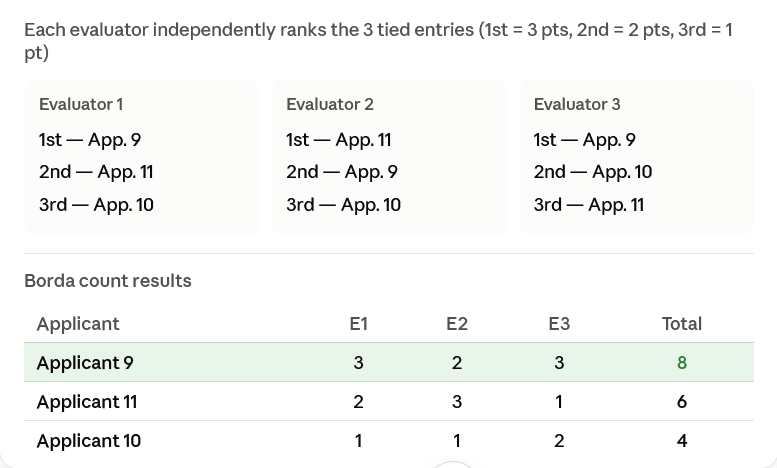 Each evaluator independently ranks the 3 tied entries (1st = 3 pts, 2nd = 2 pts, 3rd = 1
pt)
Evaluator 1
1st — App. 9
2nd — App. 11
3rd — App. 10
Evaluator 2
1st — App. 11
2nd — App. 9
3rd — App. 10
Evaluator 3
1st — App. 9
2nd — App. 10
3rd — App. 11
Borda count results
Applicant E1 E2 E3 Total
Applicant 9 3 2 3 8
Applicant 11 2 3 1 6
Applicant 10 1 1 2 4